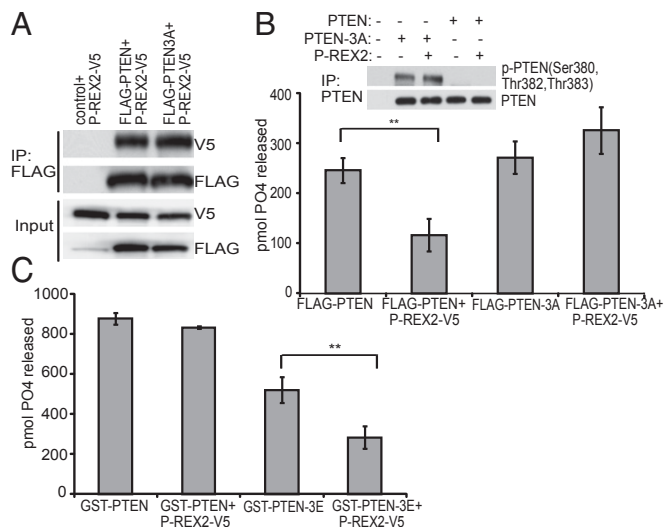 A
control+
P-REX2-V5
FLAG-PTEN+
P-REX2-V5
FLAG-PTEN3A+
P-REX2-V5
IP:
FLAG
V5
FLAG
Input
V5
FLAG
B
PTEN: - - - + +
PTEN-3A: - + + - -
P-REX2: - - + - +
IP:
PTEN
p-PTEN(Ser380,
Thr382,Thr383)
PTEN
pmol PO4 released
400
300
200
100
0
**
FLAG-PTEN
FLAG-PTEN+
P-REX2-V5
FLAG-PTEN-3A
FLAG-PTEN-3A+
P-REX2-V5
C
pmol PO4 released
1000
800
600
400
200
0
**
GST-PTEN
GST-PTEN+
P-REX2-V5
GST-PTEN-3E
GST-PTEN-3E+
P-REX2-V5